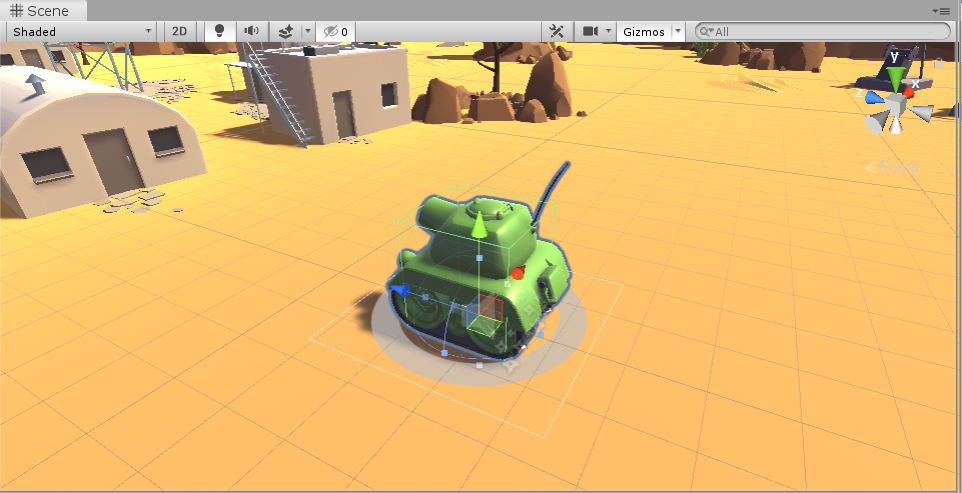 Scene
Shaded 2D 0 Gizmos All
y
x
z
Persp